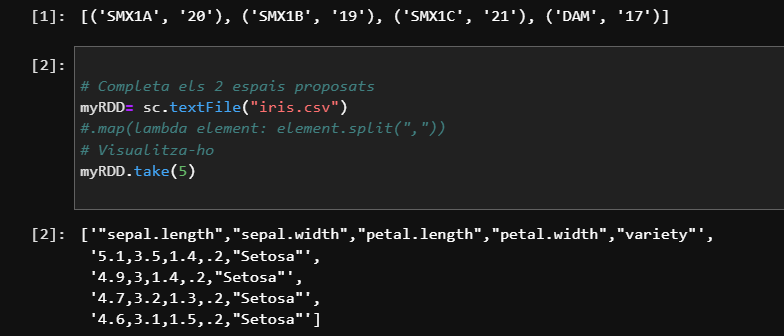 [1]: [('SMX1A', '20'), ('SMX1B', '19'), ('SMX1C', '21'), ('DAM', '17')]
[2]:
# Completa els 2 espais proposats
myRDD= sc.textFile("iris.csv")
#.map(lambda element: element.split(","))
# Visualitza-ho
myRDD.take(5)
[2]: ['"sepal.length","sepal.width","petal.length","petal.width","variety"',
'5.1,3.5,1.4,.2,"Setosa"',
'4.9,3,1.4,.2,"Setosa"',
'4.7,3.2,1.3,.2,"Setosa"',
'4.6,3.1,1.5,.2,"Setosa"']